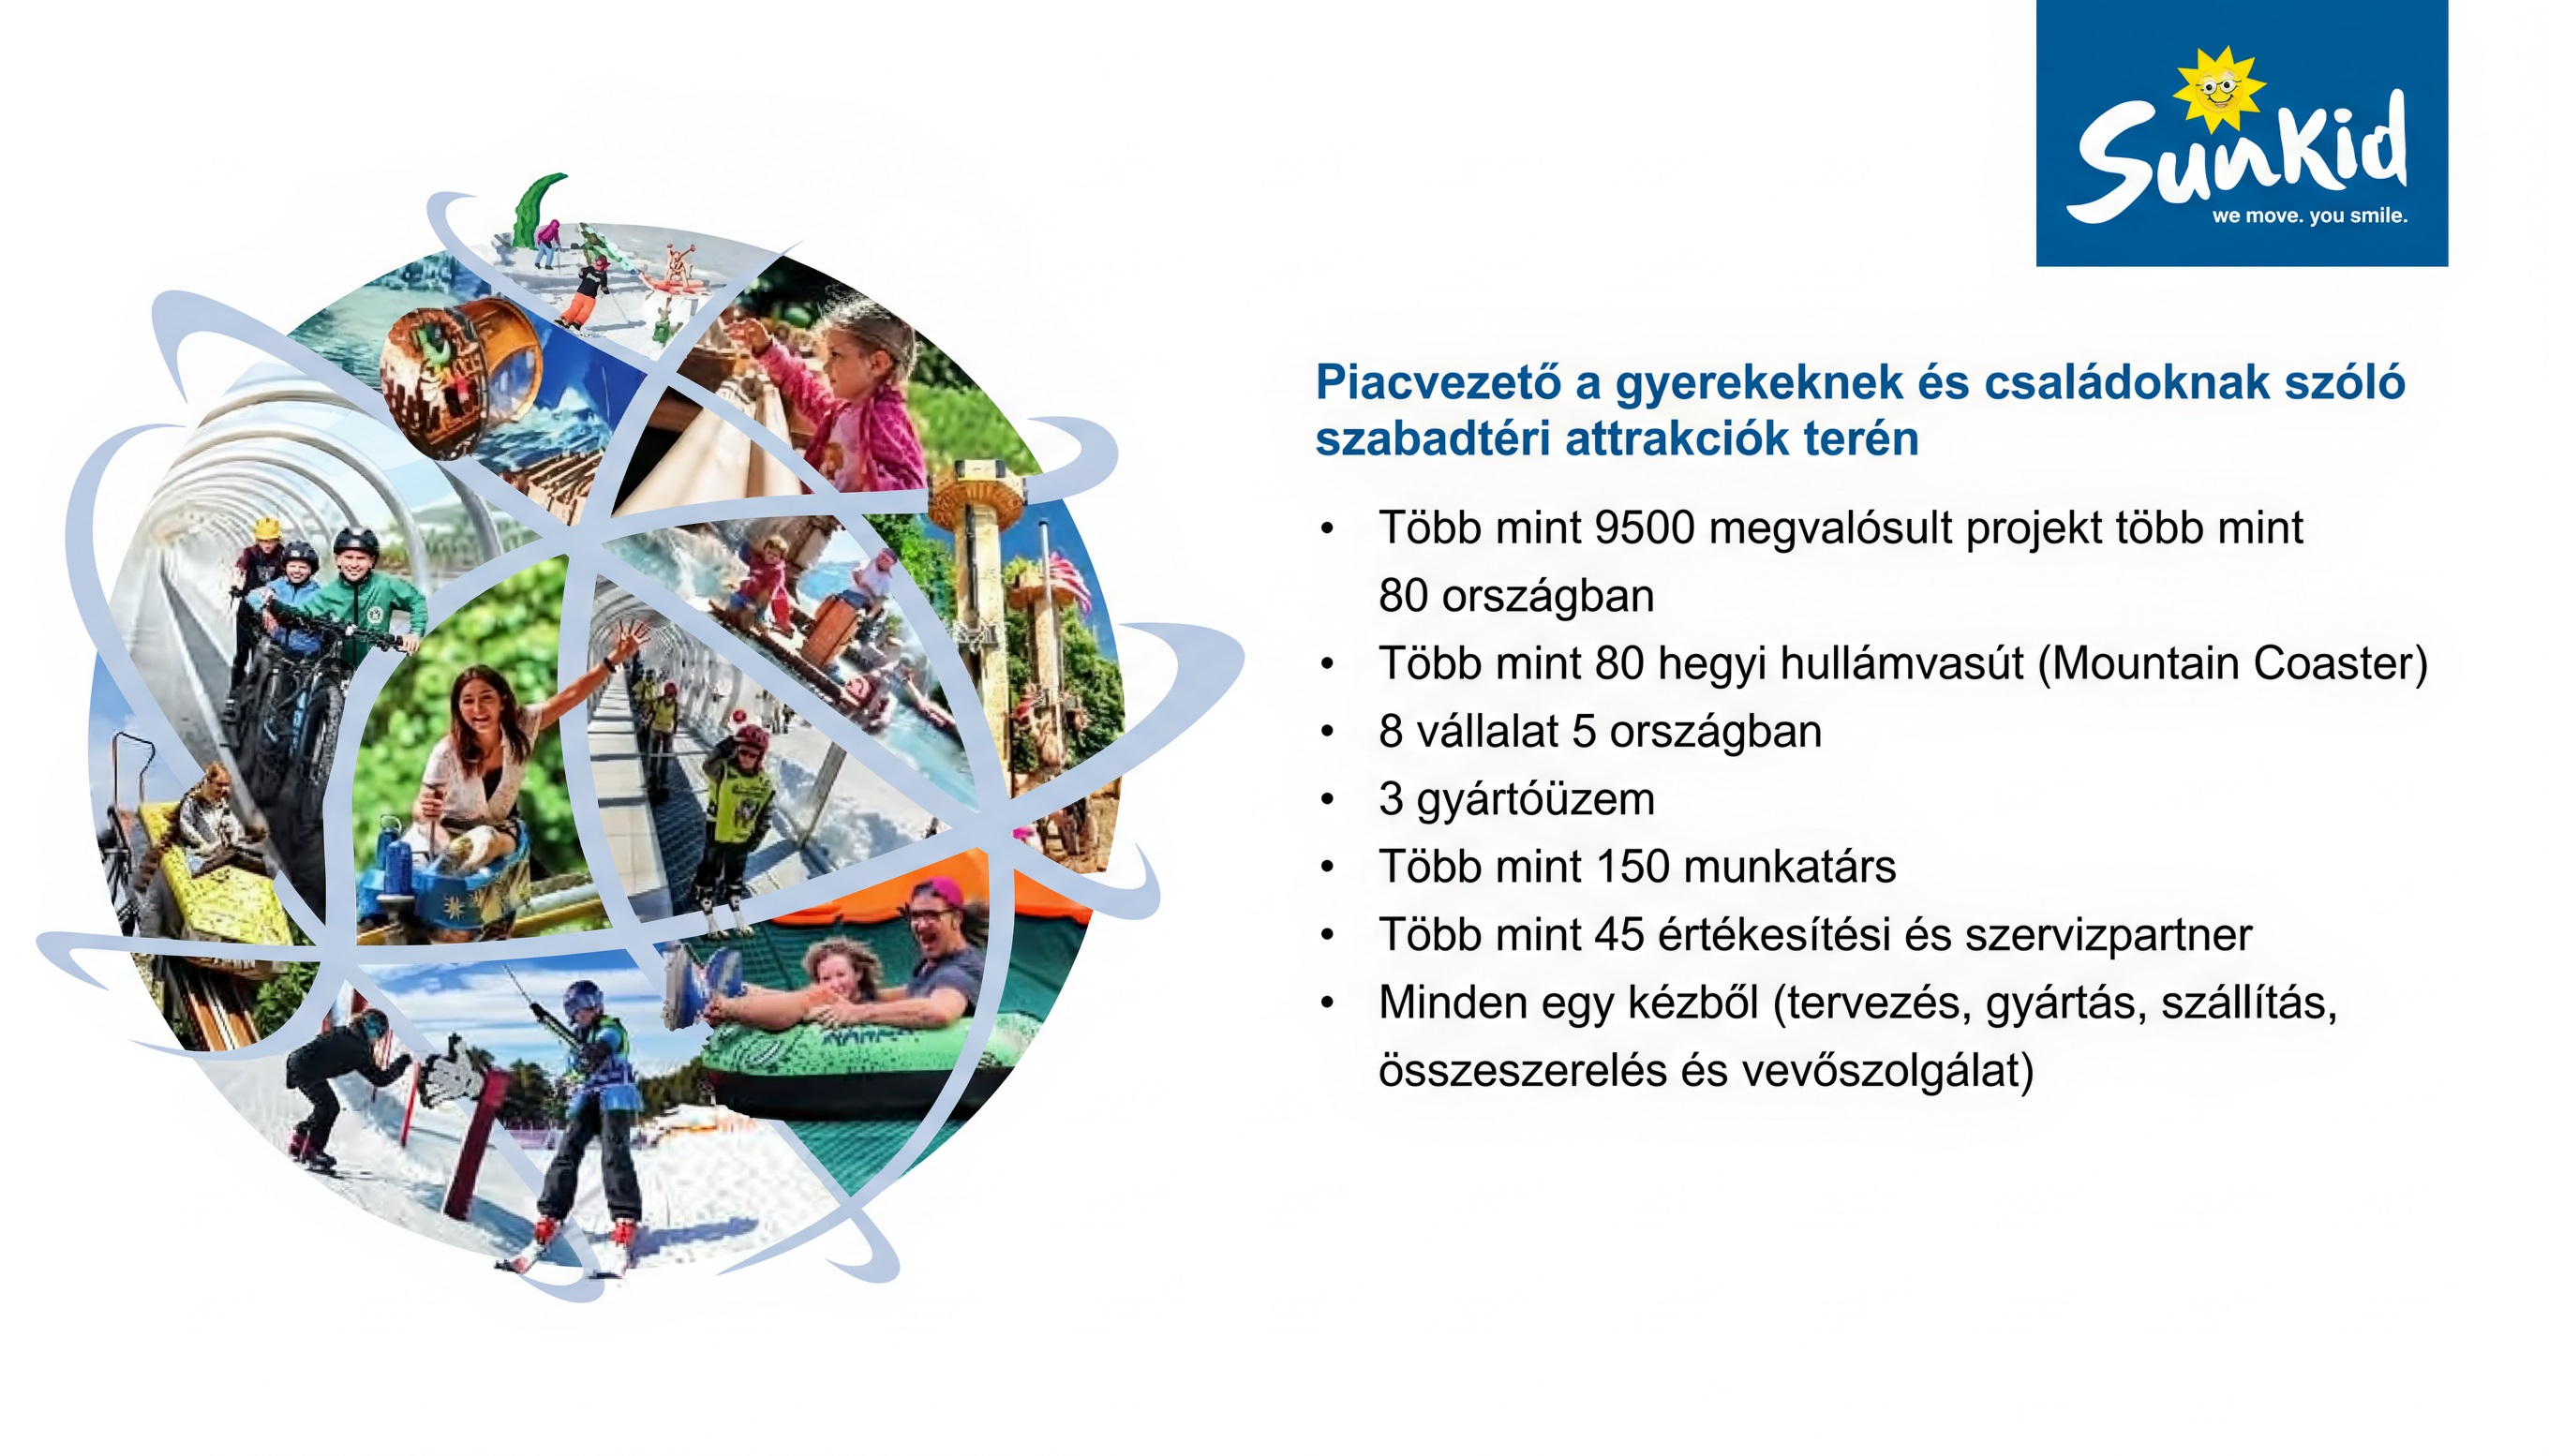 SunKid
we move. you smile.
Piacvezető a gyerekeknek és családoknak szóló
szabadtéri attrakciók terén
• Több mint 9500 megvalósult projekt több mint
80 országban
• Több mint 80 hegyi hullámvasút (Mountain Coaster)
• 8 vállalat 5 országban
• 3 gyártóüzem
• Több mint 150 munkatárs
• Több mint 45 értékesítési és szervizpartner
• Minden egy kézből (tervezés, gyártás, szállítás,
összeszerelés és vevőszolgálat)